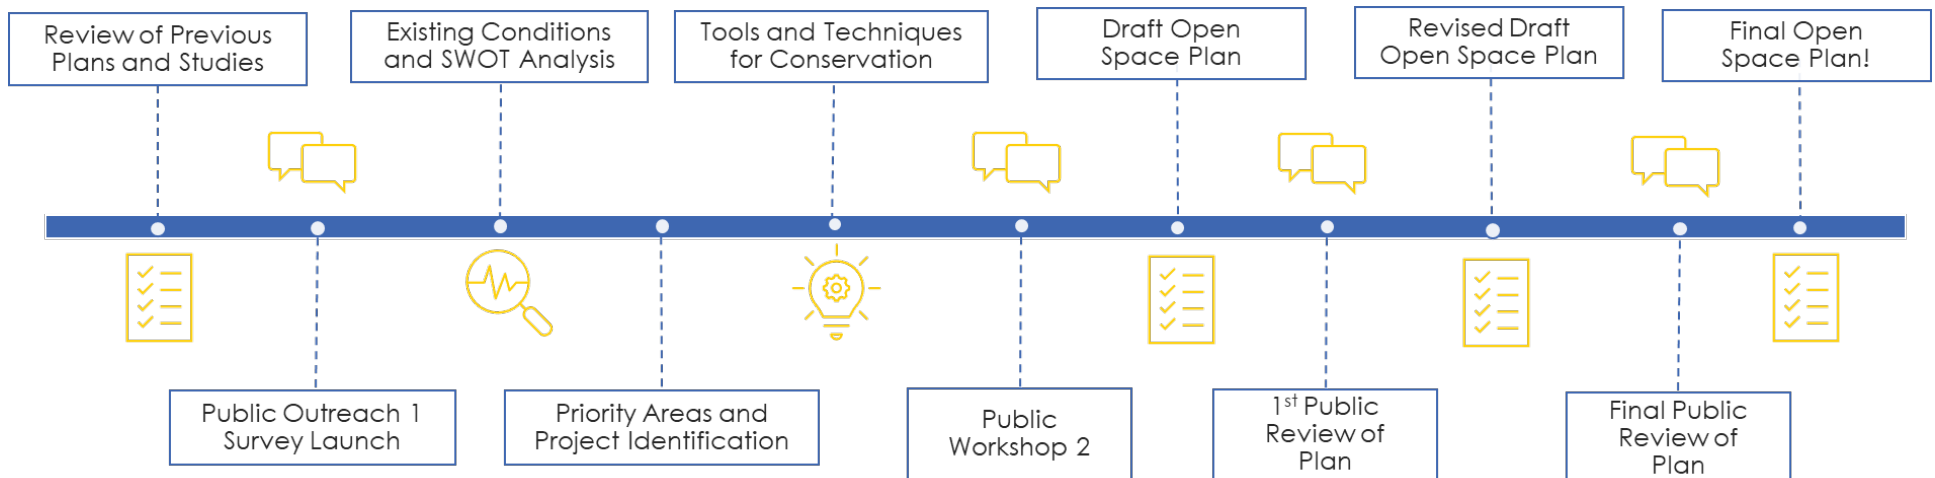 Review of Previous
Plans and Studies
Existing Conditions
and SWOT Analysis
Tools and Techniques
for Conservation
Draft Open
Space Plan
Revised Draft
Open Space Plan
Final Open
Space Plan!
Public Outreach 1
Survey Launch
Priority Areas and
Project Identification
Public
Workshop 2
1st Public
Review of
Plan
Final Public
Review of
Plan